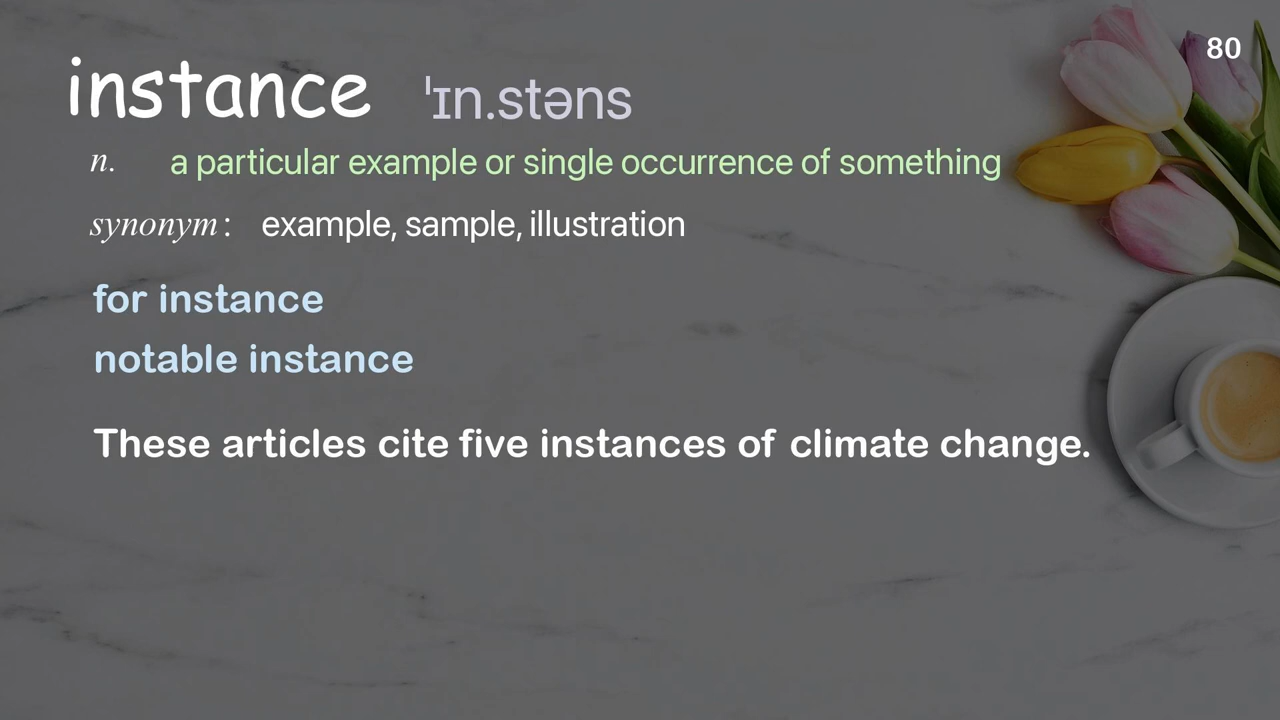 80
instance ˈɪn.stəns
n. a particular example or single occurrence of something
synonym: example, sample, illustration
for instance
notable instance
These articles cite five instances of climate change.